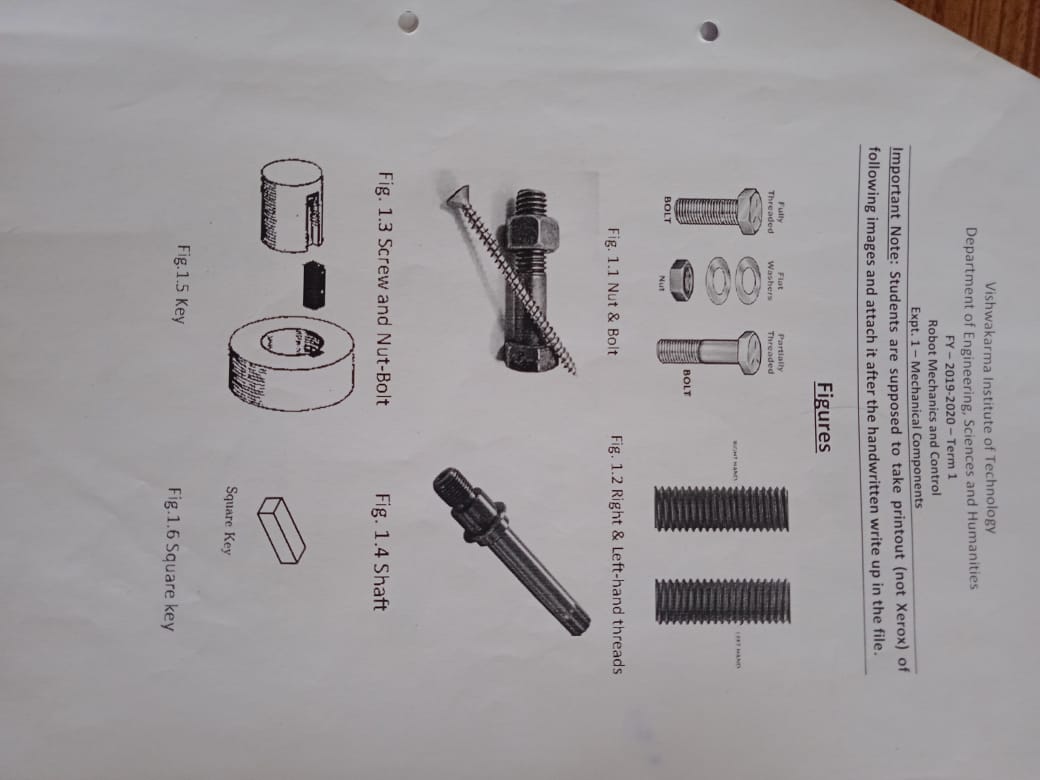 Vishwakarma Institute of Technology
Department of Engineering, Sciences and Humanities
FY – 2019-2020 – Term 1
Robot Mechanics and Control
Expt. 1 – Mechanical Components
Important Note: Students are supposed to take printout (not Xerox) of
following images and attach it after the handwritten write up in the file.
Figures
Fully
Threaded
BOLT
Flat
Washers
Nut
Partially
Threaded
BOLT
RIGHT HAND
LEFT HAND
Fig. 1.1 Nut & Bolt
Fig. 1.2 Right & Left-hand threads
Fig. 1.3 Screw and Nut-Bolt
Fig. 1.4 Shaft
Square Key
Fig.1.5 Key
Fig.1.6 Square key